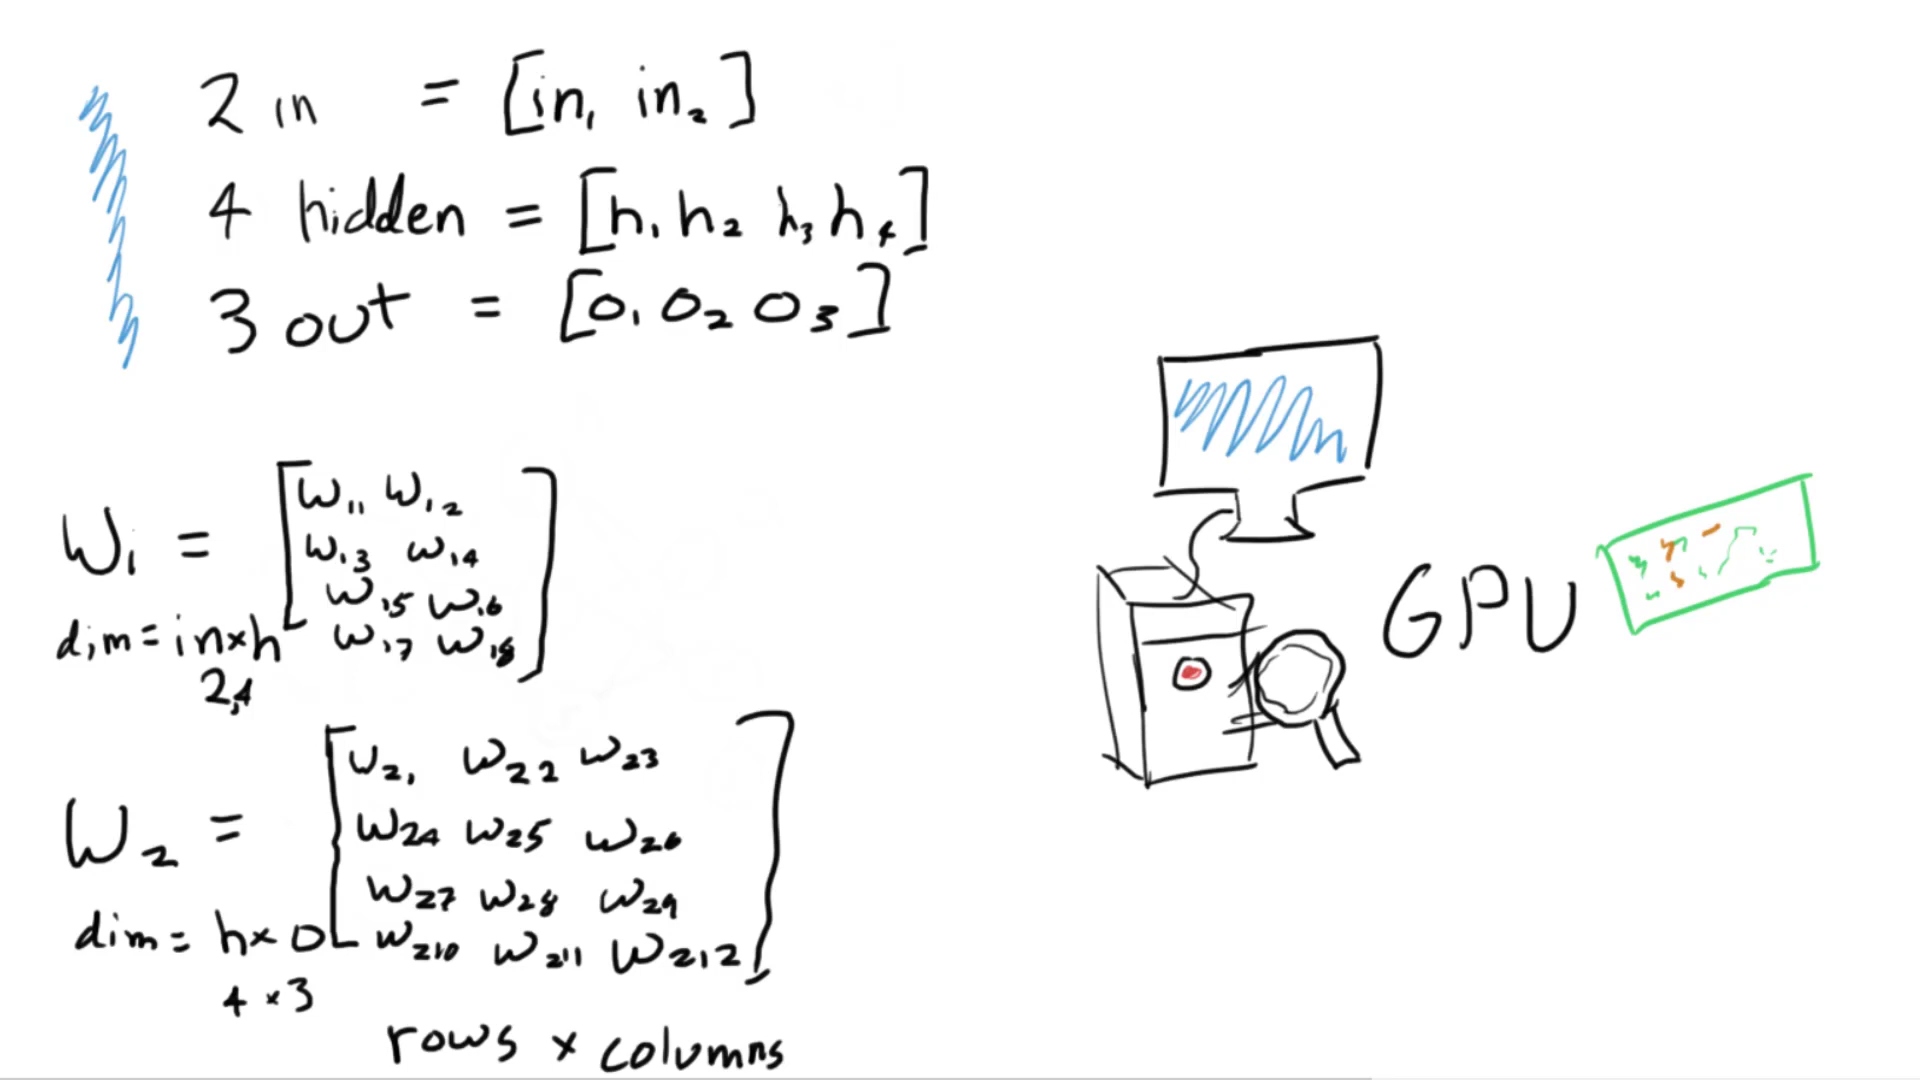 2 in = [in₁ in₂]
4 hidden = [h₁ h₂ h₃ h₄]
3 out = [o₁ o₂ o₃]
W₁ = [w₁₁ w₁₂
w₁₃ w₁₄
w₁₅ w₁₆
w₁₇ w₁₈]
dim = in×h
2,4
W₂ = [w₂₁ w₂₂ w₂₃
w₂₄ w₂₅ w₂₆
w₂₇ w₂₈ w₂₉
w₂₁₀ w₂₁₁ w₂₁₂]
dim = h×O
4×3
rows x columns
GPU